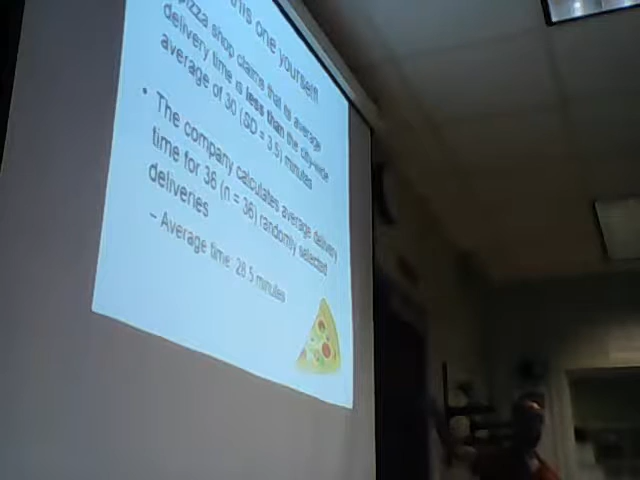 this one yourself!
pizza shop claims that its average
delivery time is less than the city-wide
average of 30 (SD = 3.5) minutes
• The company calculates average delivery
time for 36 (n = 36) randomly selected
deliveries
– Average time: 28.5 minutes